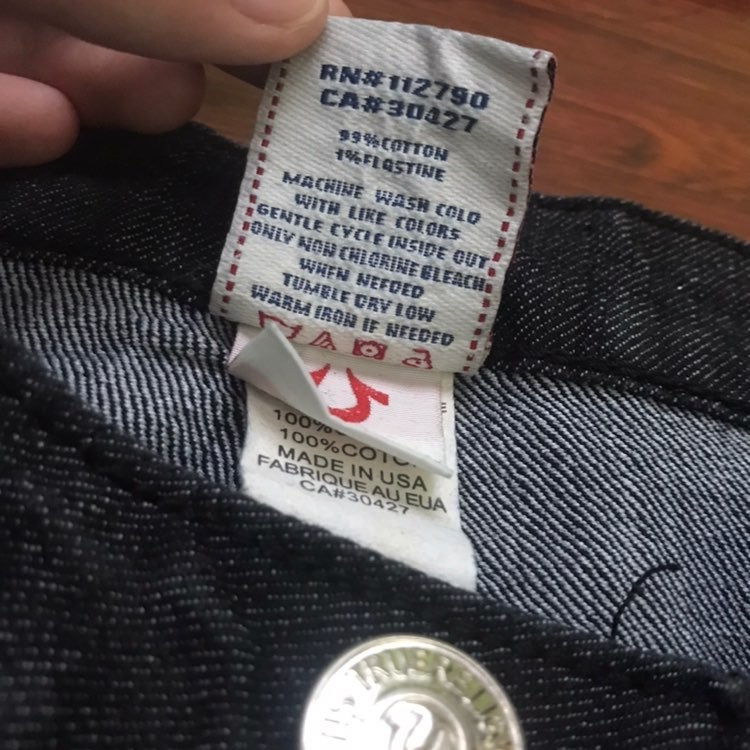 RN#112790
CA#30427
99%COTTON
1%ELASTINE
MACHINE WASH COLD
WITH LIKE COLORS
GENTLE CYCLE INSIDE OUT
ONLY NON CHLORINE BLEACH
WHEN NEEDED
TUMBLE DRY LOW
WARM IRON IF NEEDED
100%
100%COTO
MADE IN USA
FABRIQUE AU EUA
CA#30427
TRUE RELIG